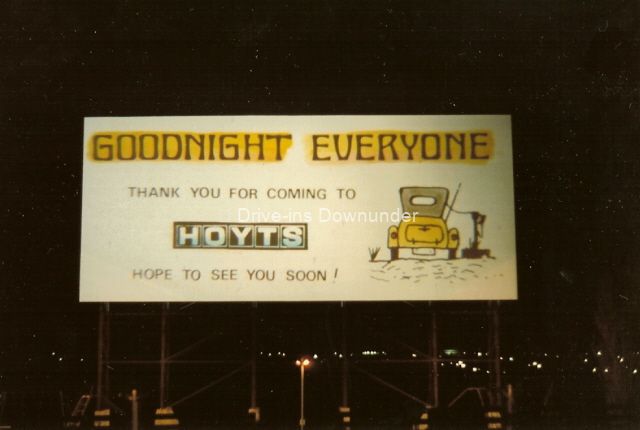 GOODNIGHT EVERYONE
THANK YOU FOR COMING TO
Drive-ins Downunder
HOYTS
HOPE TO SEE YOU SOON!